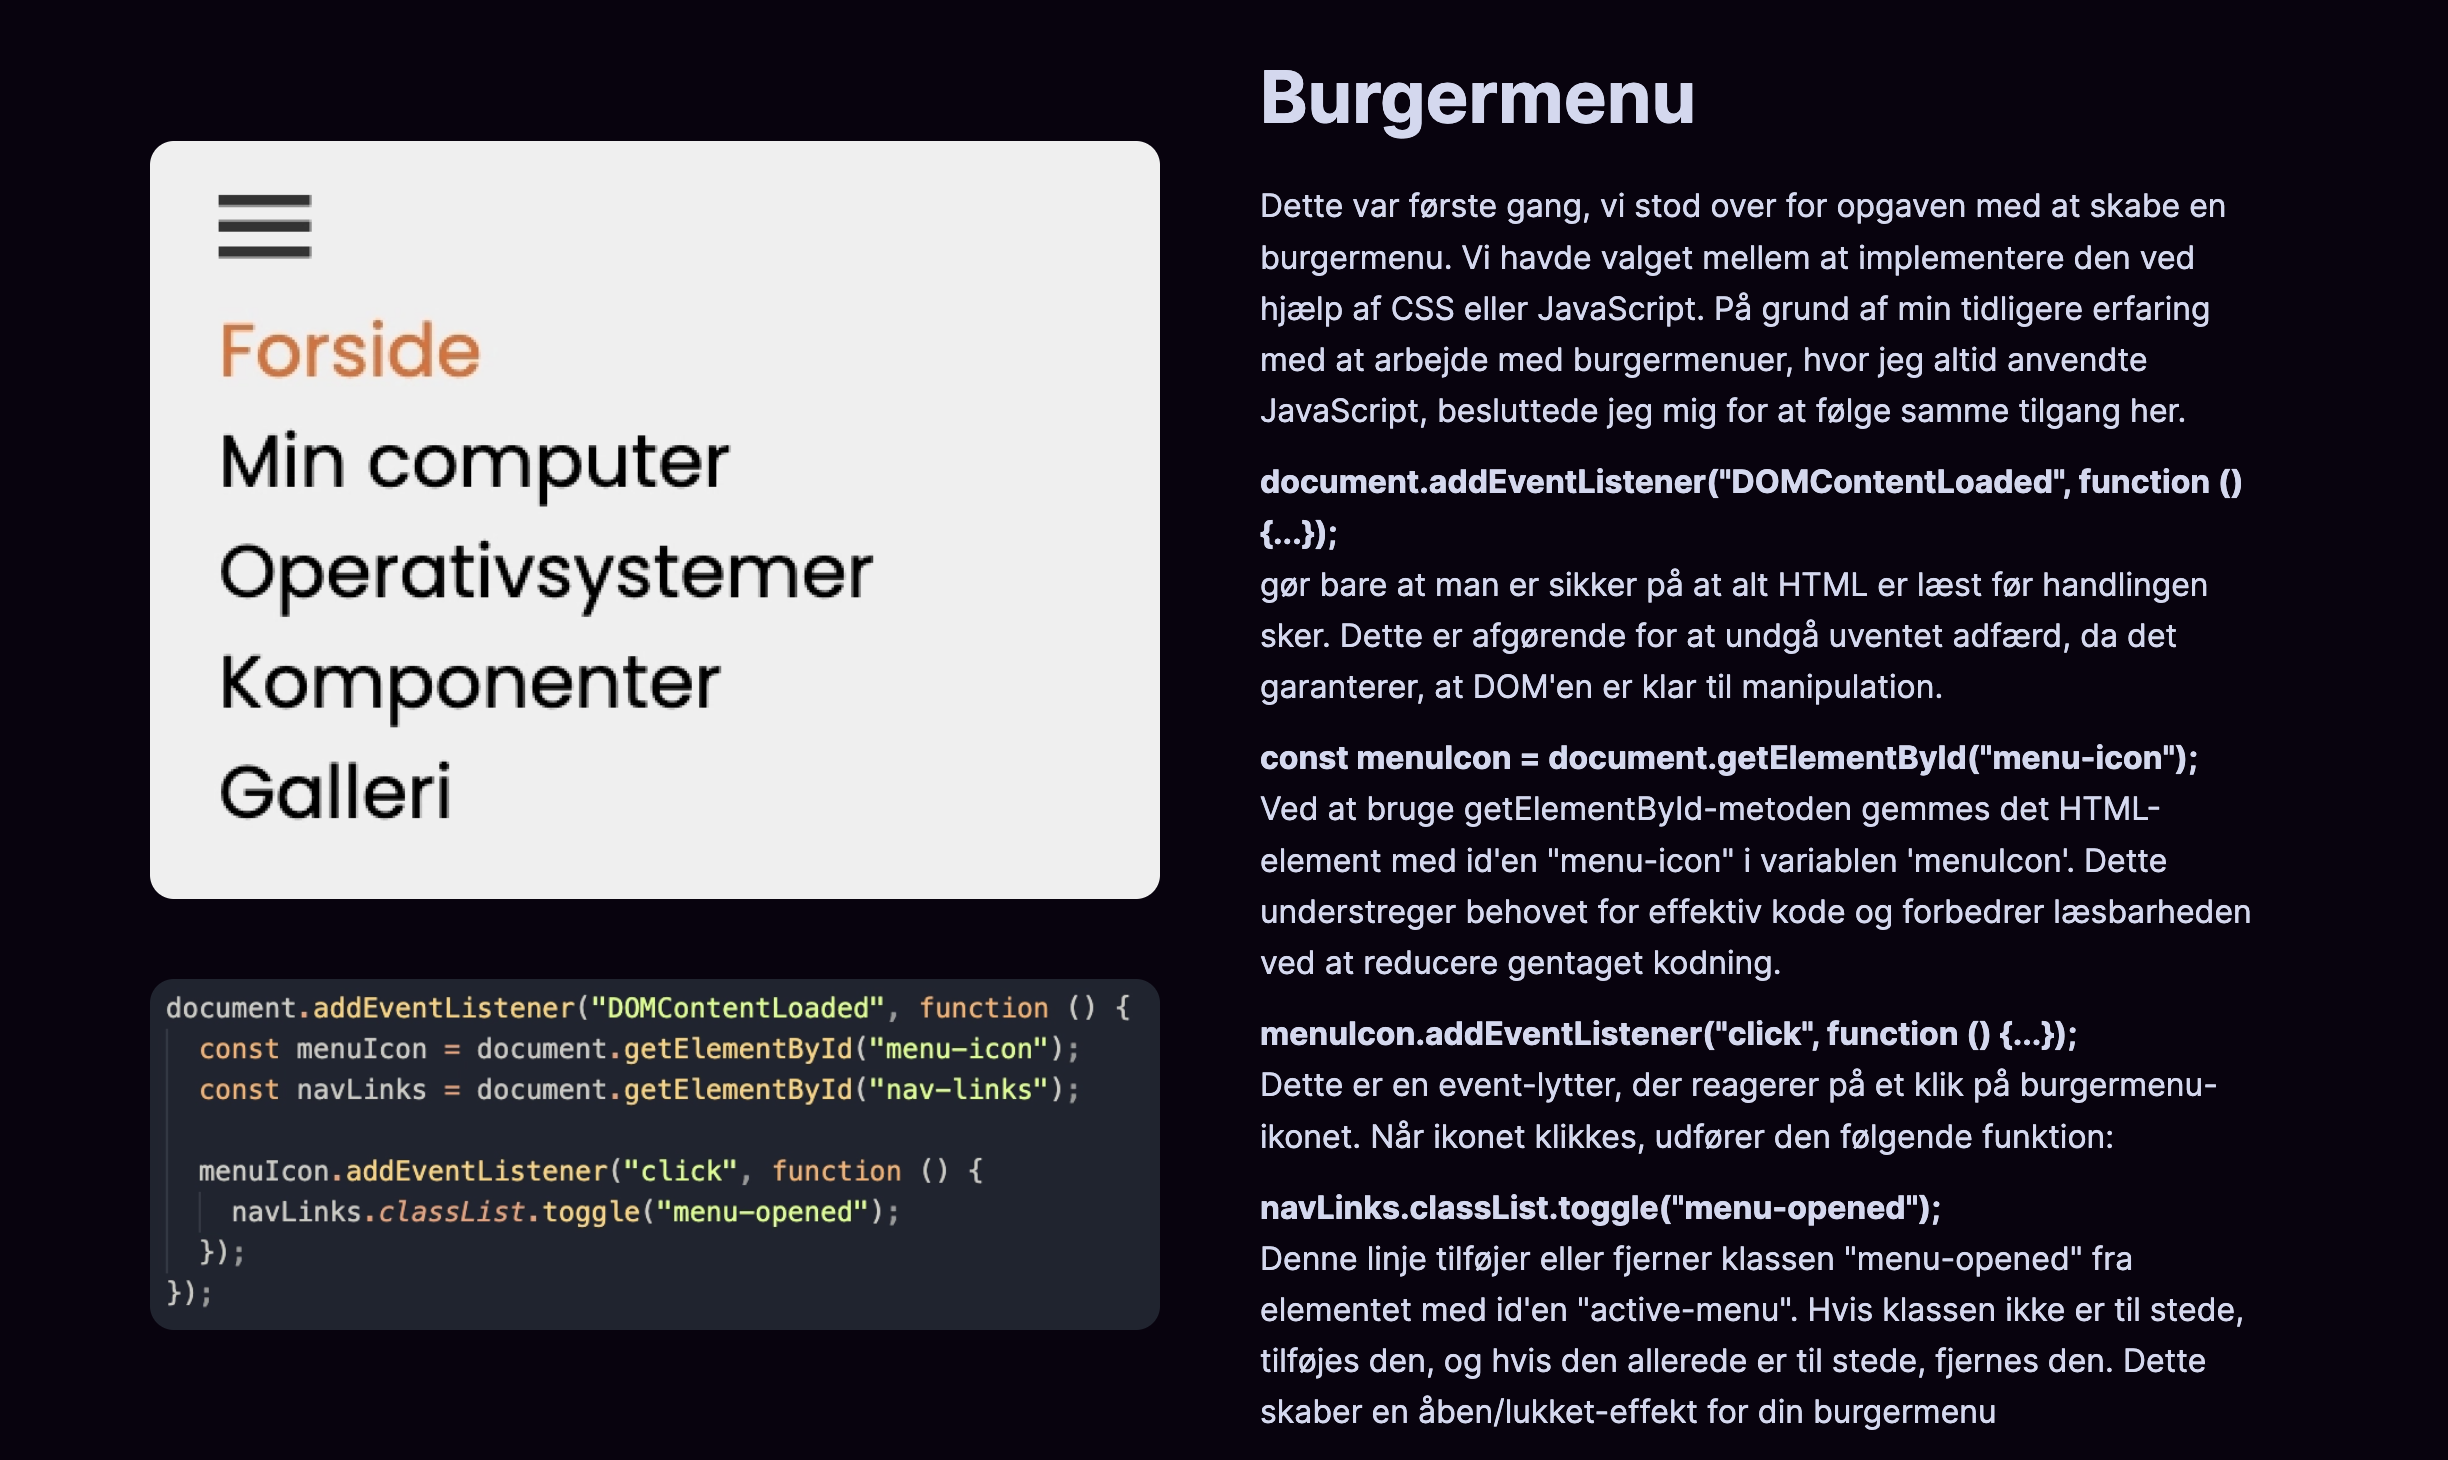 Forside
Min computer
Operativsystemer
Komponenter
Galleri
document.addEventListener("DOMContentLoaded", function () {
const menuIcon = document.getElementById("menu-icon");
const navLinks = document.getElementById("nav-links");
menuIcon.addEventListener("click", function () {
navLinks.classList.toggle("menu-opened");
});
});
Burgermenu
Dette var første gang, vi stod over for opgaven med at skabe en
burgermenu. Vi havde valget mellem at implementere den ved
hjælp af CSS eller JavaScript. På grund af min tidligere erfaring
med at arbejde med burgermenuer, hvor jeg altid anvendte
JavaScript, besluttede jeg mig for at følge samme tilgang her.
document.addEventListener("DOMContentLoaded", function ()
{...});
gør bare at man er sikker på at alt HTML er læst før handlingen
sker. Dette er afgørende for at undgå uventet adfærd, da det
garanterer, at DOM'en er klar til manipulation.
const menuIcon = document.getElementById("menu-icon");
Ved at bruge getElementById-metoden gemmes det HTML-
element med id'en "menu-icon" i variablen 'menuIcon'. Dette
understreger behovet for effektiv kode og forbedrer læsbarheden
ved at reducere gentaget kodning.
menuIcon.addEventListener("click", function () {...});
Dette er en event-lytter, der reagerer på et klik på burgermenu-
ikonet. Når ikonet klikkes, udfører den følgende funktion:
navLinks.classList.toggle("menu-opened");
Denne linje tilføjer eller fjerner klassen "menu-opened" fra
elementet med id'en "active-menu". Hvis klassen ikke er til stede,
tilføjes den, og hvis den allerede er til stede, fjernes den. Dette
skaber en åben/lukket-effekt for din burgermenu